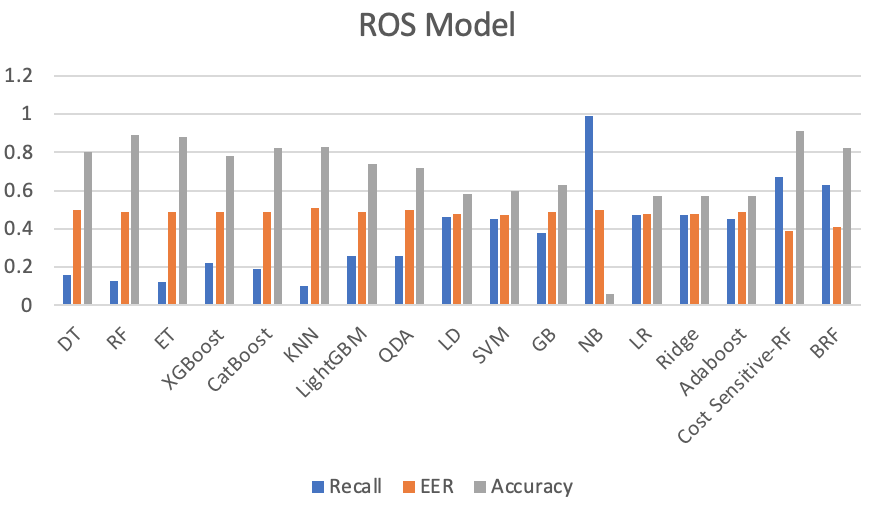 ROS Model
1.2
1
0.8
0.6
0.4
0.2
0
DT
RF
ET
XGBoost
CatBoost
KNN
LightGBM
QDA
LD
SVM
GB
NB
LR
Ridge
Adaboost
Cost Sensitive-RF
BRF
Recall EER Accuracy